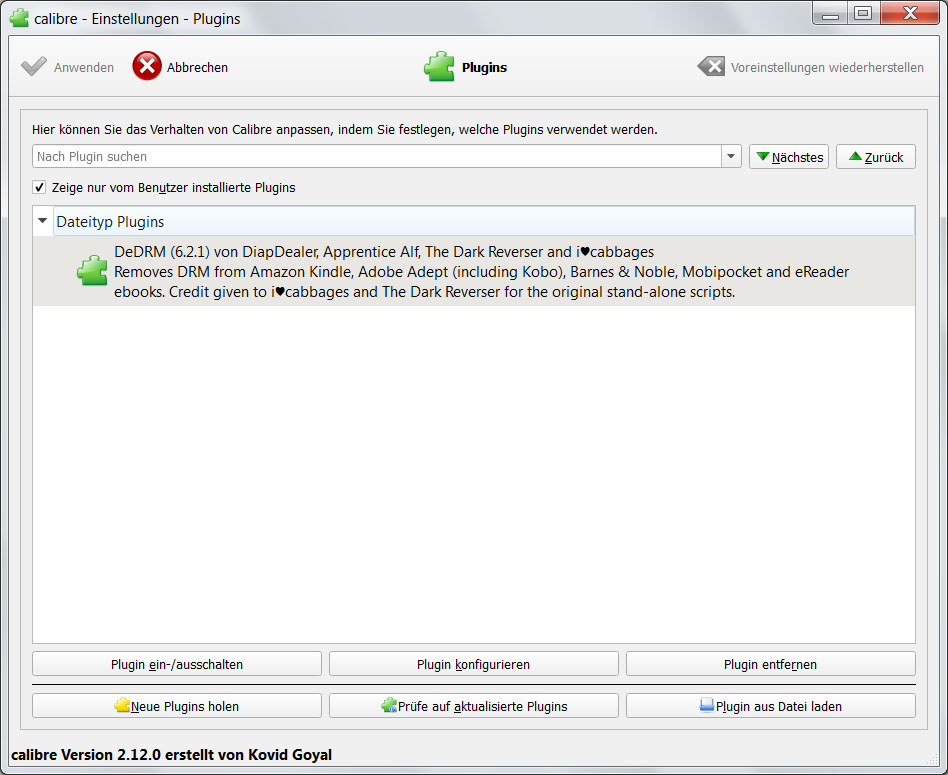 calibre - Einstellungen - Plugins
Anwenden Abbrechen Plugins Voreinstellungen wiederherstellen
Hier können Sie das Verhalten von Calibre anpassen, indem Sie festlegen, welche Plugins verwendet werden.
Nach Plugin suchen Nächstes Zurück
Zeige nur vom Benutzer installierte Plugins
Dateityp Plugins
DeDRM (6.2.1) von DiapDealer, Apprentice Alf, The Dark Reverser and i♥cabbages
Removes DRM from Amazon Kindle, Adobe Adept (including Kobo), Barnes & Noble, Mobipocket and eReader
ebooks. Credit given to i♥cabbages and The Dark Reverser for the original stand-alone scripts.
Plugin ein-/ausschalten Plugin konfigurieren Plugin entfernen
Neue Plugins holen Prüfe auf aktualisierte Plugins Plugin aus Datei laden
calibre Version 2.12.0 erstellt von Kovid Goyal